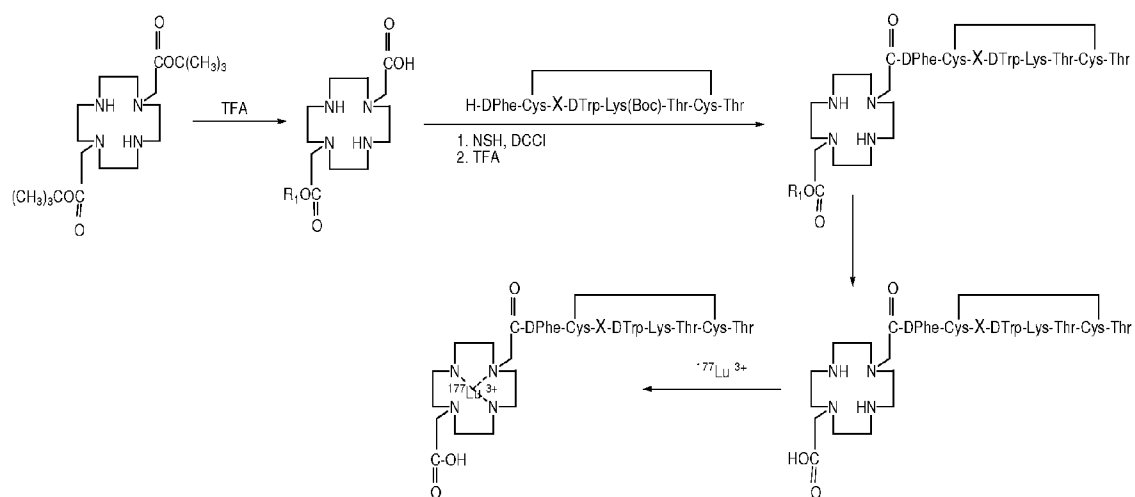 O
C
OC(CH₃)₃
NH N
N HN
(CH₃)₃COC
O
TFA
O
COH
NH N
N HN
R₁OC
O
H-DPhe-Cys-X-DTrp-Lys(Boc)-Thr-Cys-Thr
1. NSH, DCCl
2. TFA
O
C-DPhe-Cys-X-DTrp-Lys-Thr-Cys-Thr
NH N
N HN
R₁OC
O
O
C-DPhe-Cys-X-DTrp-Lys-Thr-Cys-Thr
N N
¹⁷⁷Lu ³⁺
N N
C-OH
O
¹⁷⁷Lu ³⁺
O
C-DPhe-Cys-X-DTrp-Lys-Thr-Cys-Thr
NH N
N HN
HOC
O